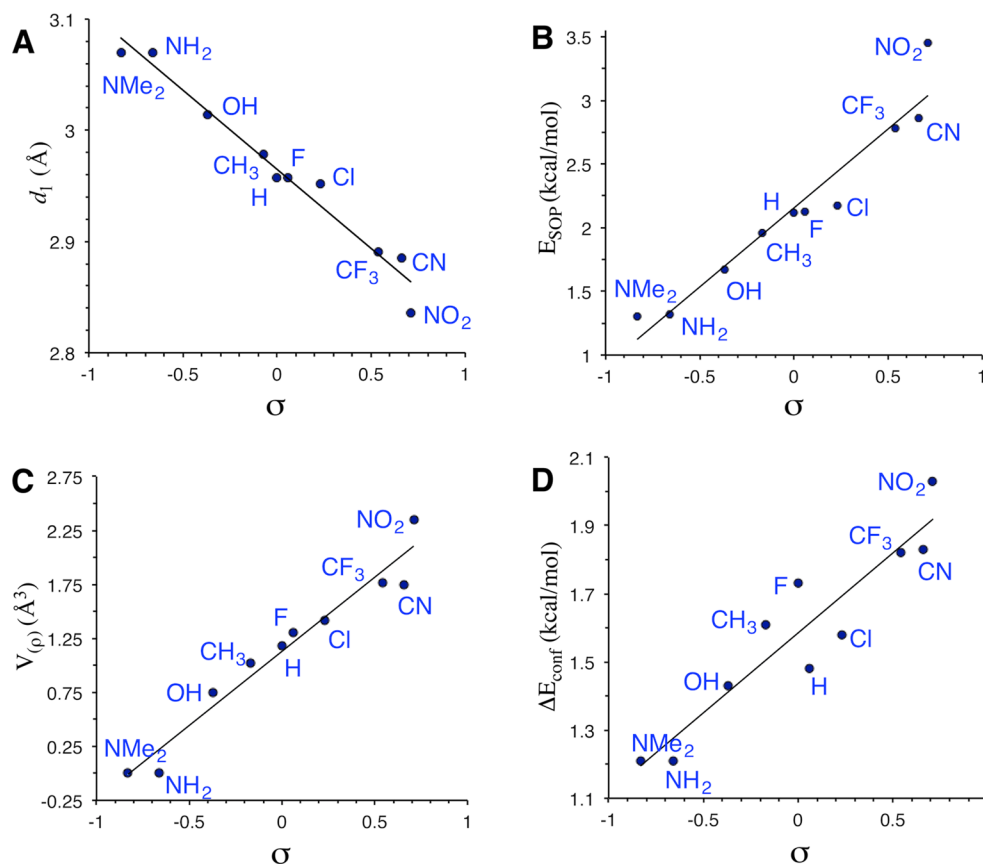 A
d₁ (Å)
3.1
3
2.9
2.8
-1
-0.5
0
0.5
1
σ
NMe₂
NH₂
OH
CH₃
H
F
Cl
CF₃
CN
NO₂
B
E_SOP (kcal/mol)
3.5
3
2.5
2
1.5
1
-1
-0.5
0
0.5
1
σ
NMe₂
NH₂
OH
CH₃
H
F
Cl
CF₃
CN
NO₂
C
V₍ρ₎ (Å³)
2.75
2.25
1.75
1.25
0.75
0.25
-0.25
-1
-0.5
0
0.5
1
σ
NMe₂
NH₂
OH
CH₃
H
F
Cl
CF₃
CN
NO₂
D
ΔE_conf (kcal/mol)
2.1
1.9
1.7
1.5
1.3
1.1
-1
-0.5
0
0.5
σ
NMe₂
NH₂
OH
CH₃
F
H
Cl
CF₃
CN
NO₂